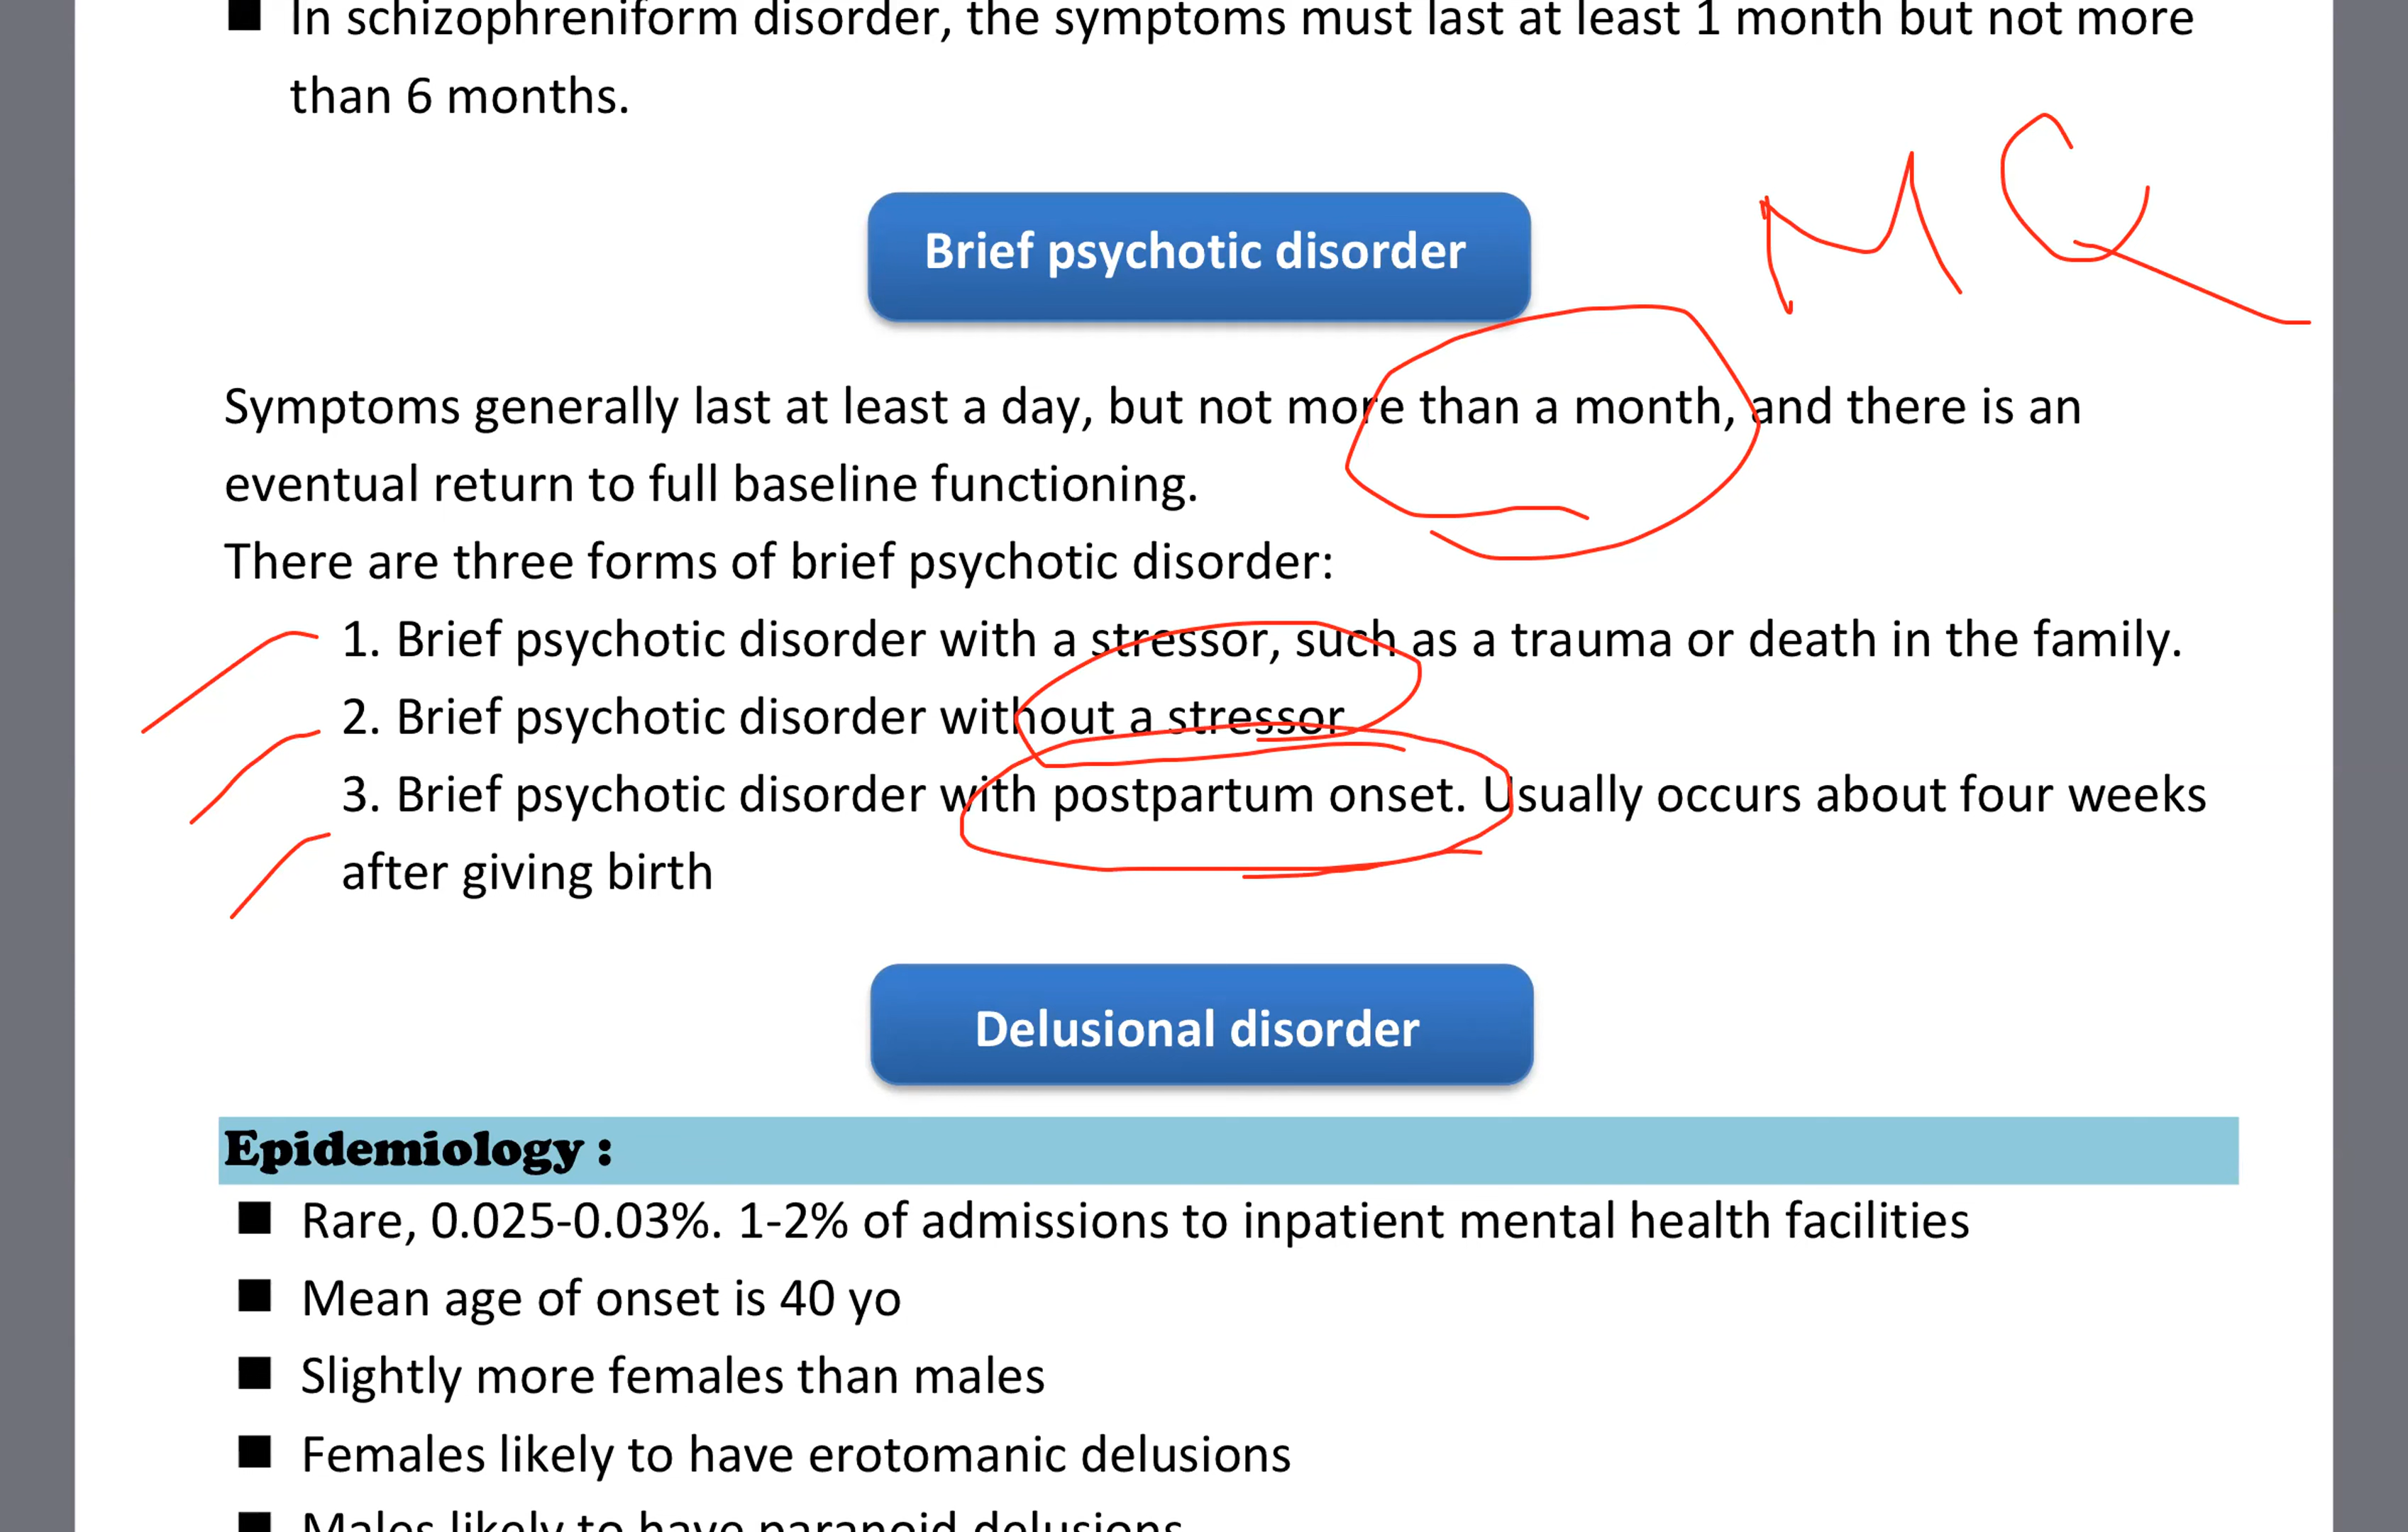 ■ In schizophreniform disorder, the symptoms must last at least 1 month but not more
than 6 months.
M Q
Brief psychotic disorder
Symptoms generally last at least a day, but not more than a month, and there is an
eventual return to full baseline functioning.
There are three forms of brief psychotic disorder:
1. Brief psychotic disorder with a stressor, such as a trauma or death in the family.
2. Brief psychotic disorder without a stressor
3. Brief psychotic disorder with postpartum onset. Usually occurs about four weeks
after giving birth
Delusional disorder
Epidemiology :
■ Rare, 0.025-0.03%. 1-2% of admissions to inpatient mental health facilities
■ Mean age of onset is 40 yo
■ Slightly more females than males
■ Females likely to have erotomanic delusions
■ Males likely to have paranoid delusions